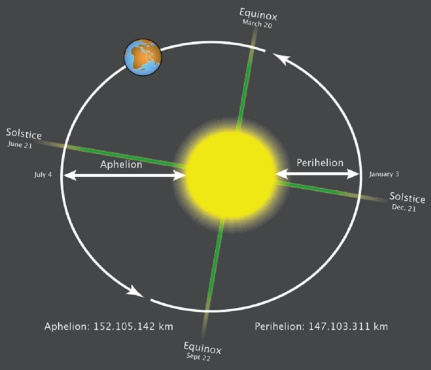 Equinox
March 20
Solstice
June 21
Aphelion
Perihelion
July 4
January 3
Solstice
Dec. 21
Aphelion: 152.105.142 km
Perihelion: 147.103.311 km
Equinox
Sept 22